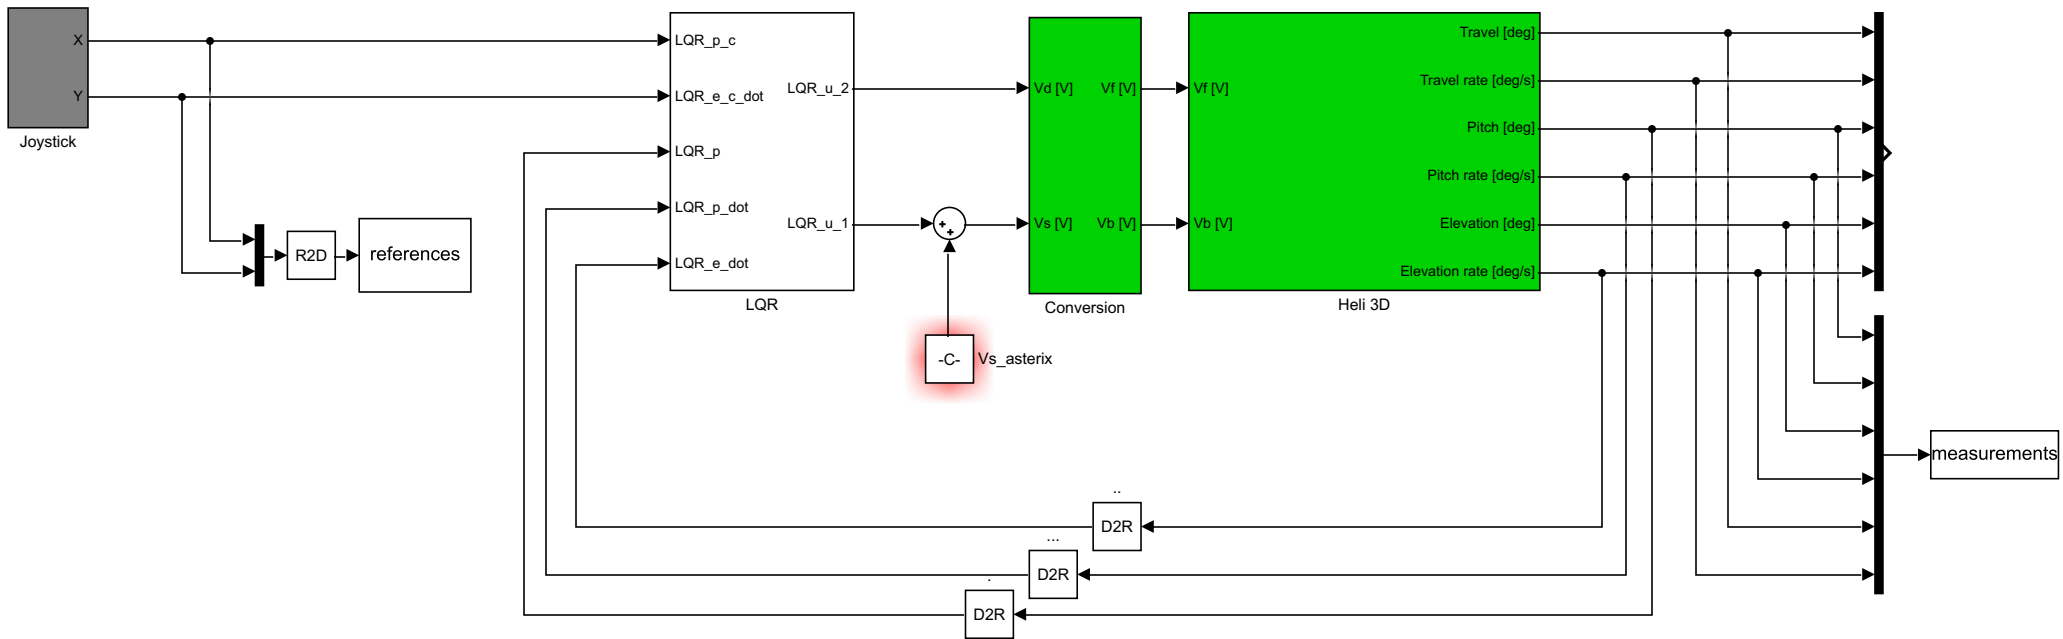 X
Y
Joystick
R2D
references
LQR_p_c
LQR_e_c_dot
LQR_p
LQR_p_dot
LQR_e_dot
LQR_u_2
LQR_u_1
LQR
+
+
-C-
Vs_asterix
Vd [V]
Vs [V]
Vf [V]
Vb [V]
Conversion
Vf [V]
Vb [V]
Travel [deg]
Travel rate [deg/s]
Pitch [deg]
Pitch rate [deg/s]
Elevation [deg]
Elevation rate [deg/s]
Heli 3D
measurements
..
D2R
...
D2R
.
D2R